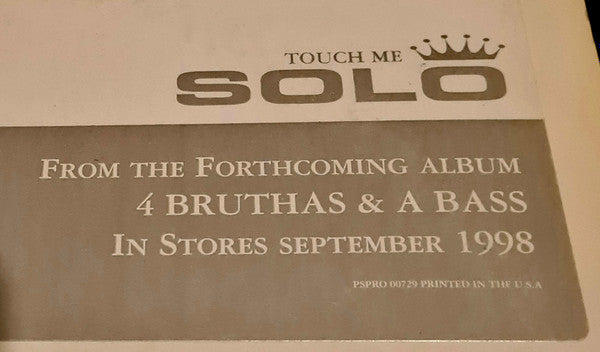 TOUCH ME
SOLO
FROM THE FORTHCOMING ALBUM
4 BRUTHAS & A BASS
IN STORES SEPTEMBER 1998
PSPRO 00729 PRINTED IN THE U.S.A